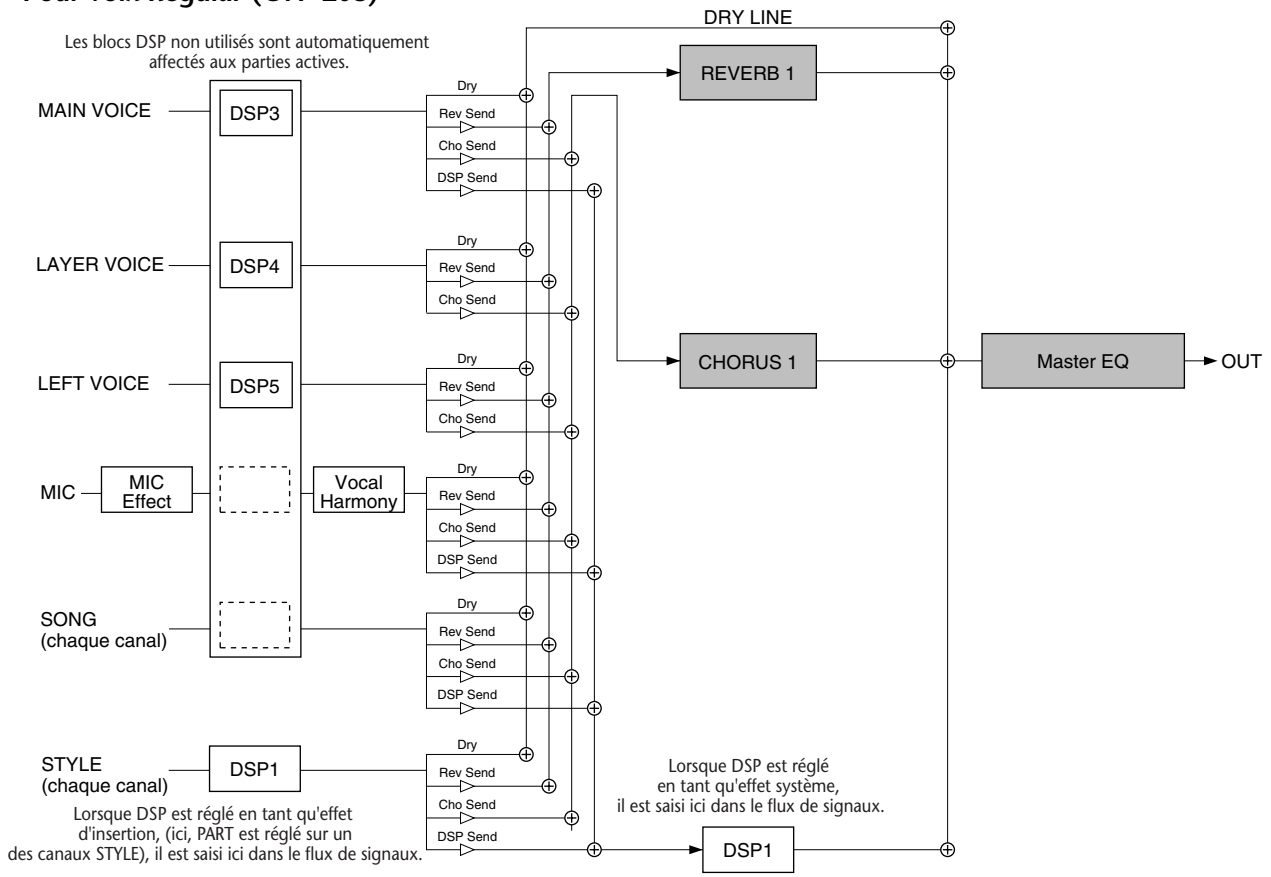 DRY LINE
Les blocs DSP non utilisés sont automatiquement
affectés aux parties actives.
REVERB 1
MAIN VOICE
DSP3
Dry
Rev Send
Cho Send
DSP Send
LAYER VOICE
DSP4
Dry
Rev Send
Cho Send
LEFT VOICE
DSP5
Dry
Rev Send
Cho Send
CHORUS 1
Master EQ
OUT
MIC
MIC
Effect
Vocal
Harmony
Dry
Rev Send
Cho Send
DSP Send
SONG
(chaque canal)
Dry
Rev Send
Cho Send
DSP Send
STYLE
(chaque canal)
DSP1
Dry
Rev Send
Cho Send
DSP Send
Lorsque DSP est réglé en tant qu'effet
d'insertion, (ici, PART est réglé sur un
des canaux STYLE), il est saisi ici dans le flux de signaux.
Lorsque DSP est réglé
en tant qu'effet système,
il est saisi ici dans le flux de signaux.
DSP1